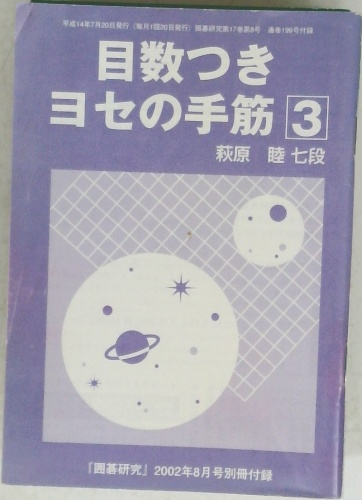 平成14年7月20日発行(毎月1回20日発行)囲碁研究第17巻第8号 通巻199号付録
目数つき
ヨセの手筋 3
萩原 睦 七段
『囲碁研究』2002年8月号別冊付録